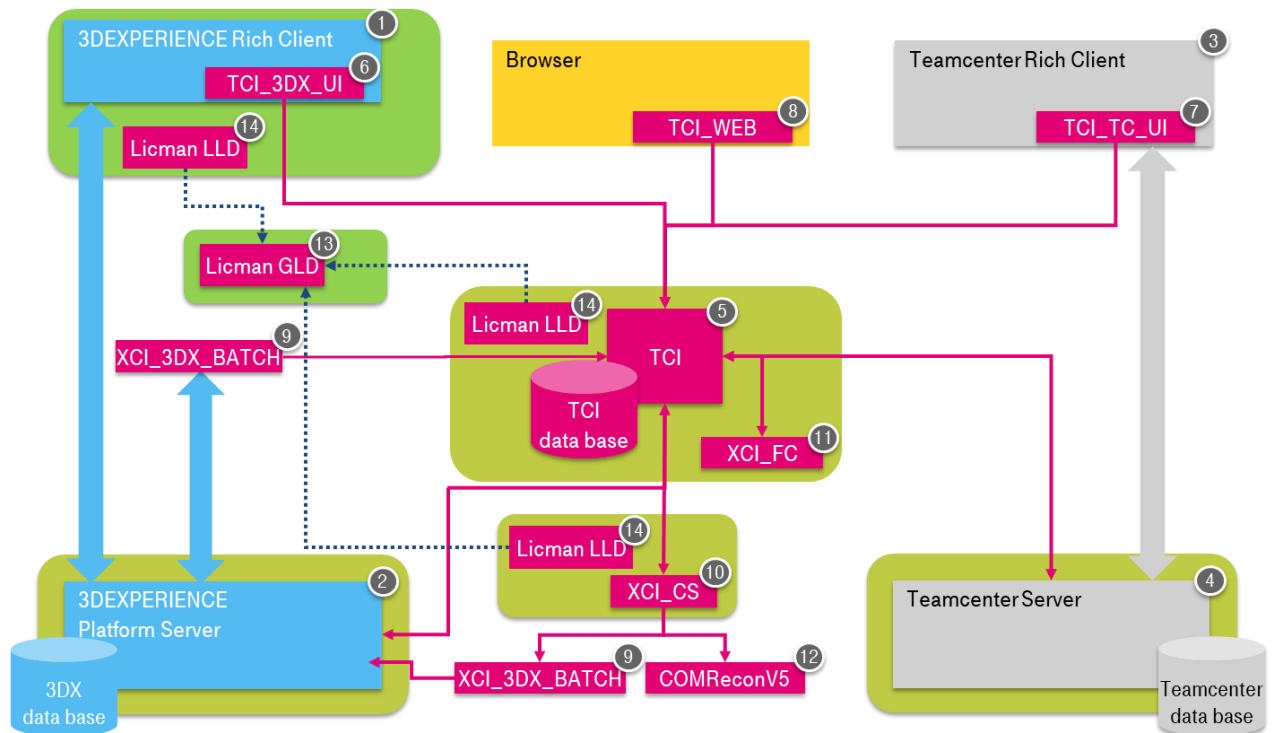 1
3DEXPERIENCE Rich Client
6
TCI_3DX_UI
14
Licman LLD
Browser
8
TCI_WEB
3
Teamcenter Rich Client
7
TCI_TC_UI
13
Licman GLD
14
Licman LLD
5
TCI
TCI
data base
9
XCI_3DX_BATCH
11
XCI_FC
14
Licman LLD
10
XCI_CS
2
3DEXPERIENCE
Platform Server
3DX
data base
9
XCI_3DX_BATCH
12
COMReconV5
4
Teamcenter Server
Teamcenter
data base